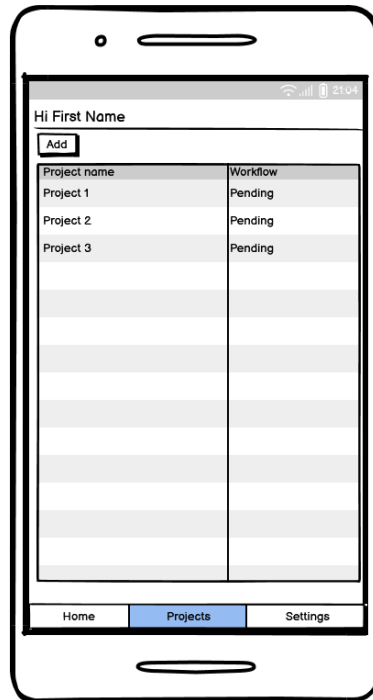 21:04
Hi First Name
Add
Project name Workflow
Project 1 Pending
Project 2 Pending
Project 3 Pending
Home Projects Settings